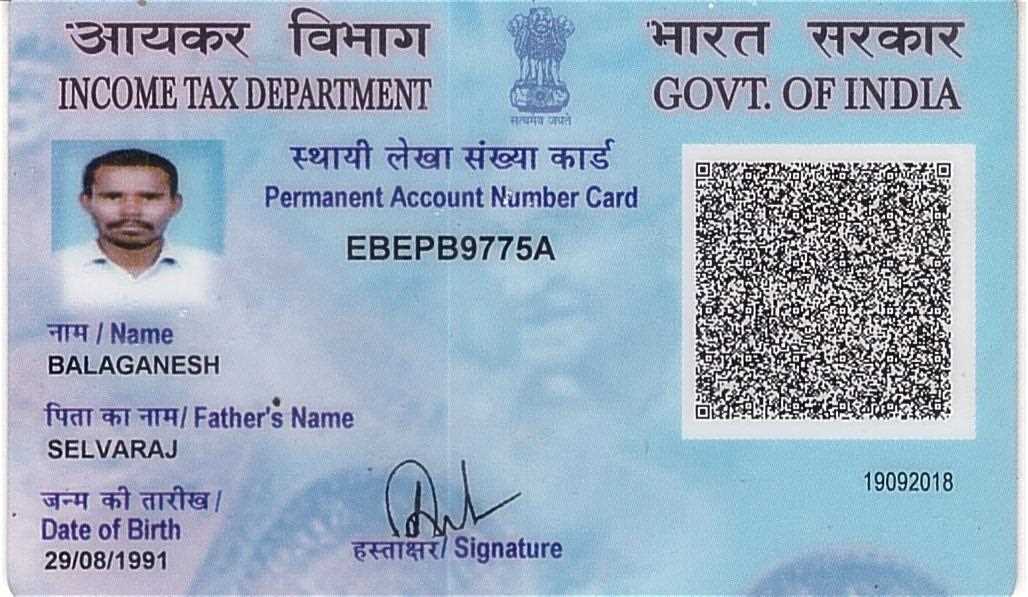 आयकर विभाग
INCOME TAX DEPARTMENT
सत्यमेव जयते
भारत सरकार
GOVT. OF INDIA
स्थायी लेखा संख्या कार्ड
Permanent Account Number Card
EBEPB9775A
नाम / Name
BALAGANESH
पिता का नाम/ Father's Name
SELVARAJ
जन्म की तारीख/
Date of Birth
29/08/1991
हस्ताक्षर/ Signature
19092018